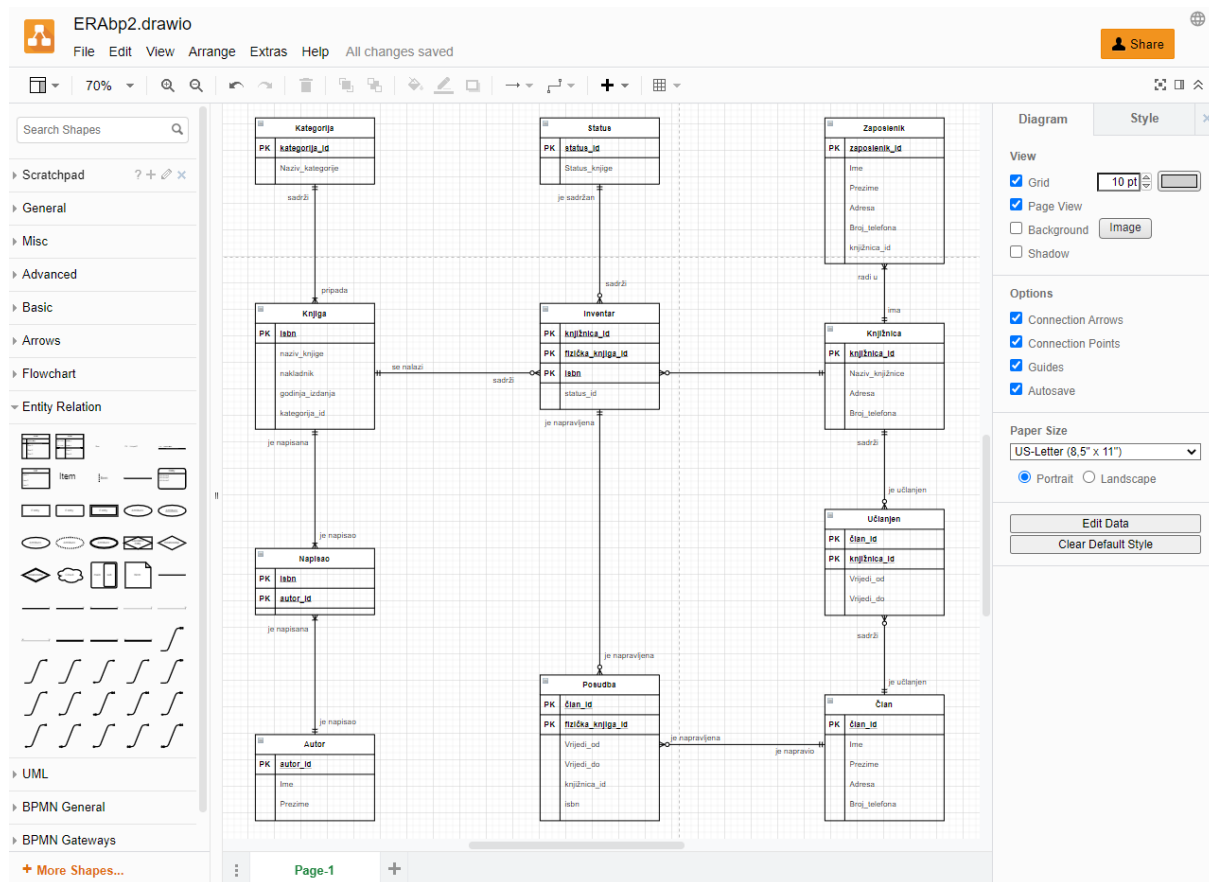 ERAbp2.drawio
File Edit View Arrange Extras Help All changes saved
Share
70%
Search Shapes
Scratchpad
General
Misc
Advanced
Basic
Arrows
Flowchart
Entity Relation
Item
UML
BPMN General
BPMN Gateways
+ More Shapes...
Kategorija
PK kategorija_id
Naziv_kategorije
sadrži
pripada
Knjiga
PK isbn
naziv_knjige
nakladnik
godinja_izdanja
kategorija_id
se nalazi
sadrži
je napisana
je napisao
Napisao
PK isbn
PK autor_id
je napisana
je napisao
Autor
PK autor_id
Ime
Prezime
Status
PK status_id
Status_knjige
je sadržan
sadrži
Inventar
PK knjižnica_id
PK fizička_knjiga_id
PK isbn
status_id
je napravljena
je napravljena
Posudba
PK član_id
PK fizička_knjiga_id
Vrijedi_od
Vrijedi_do
knjižnica_id
isbn
je napravljena
je napravio
Zaposlenik
PK zaposlenik_id
Ime
Prezime
Adresa
Broj_telefona
knjižnica_id
radi u
ima
Knjižnica
PK knjižnica_id
Naziv_knjižnice
Adresa
Broj_telefona
sadrži
je učlanjen
Učlanjen
PK član_id
PK knjižnica_id
Vrijedi_od
Vrijedi_do
sadrži
je učlanjen
Član
PK član_id
Ime
Prezime
Adresa
Broj_telefona
Page-1
Diagram Style
View
Grid 10 pt
Page View
Background Image
Shadow
Options
Connection Arrows
Connection Points
Guides
Autosave
Paper Size
US-Letter (8,5" x 11")
Portrait Landscape
Edit Data
Clear Default Style